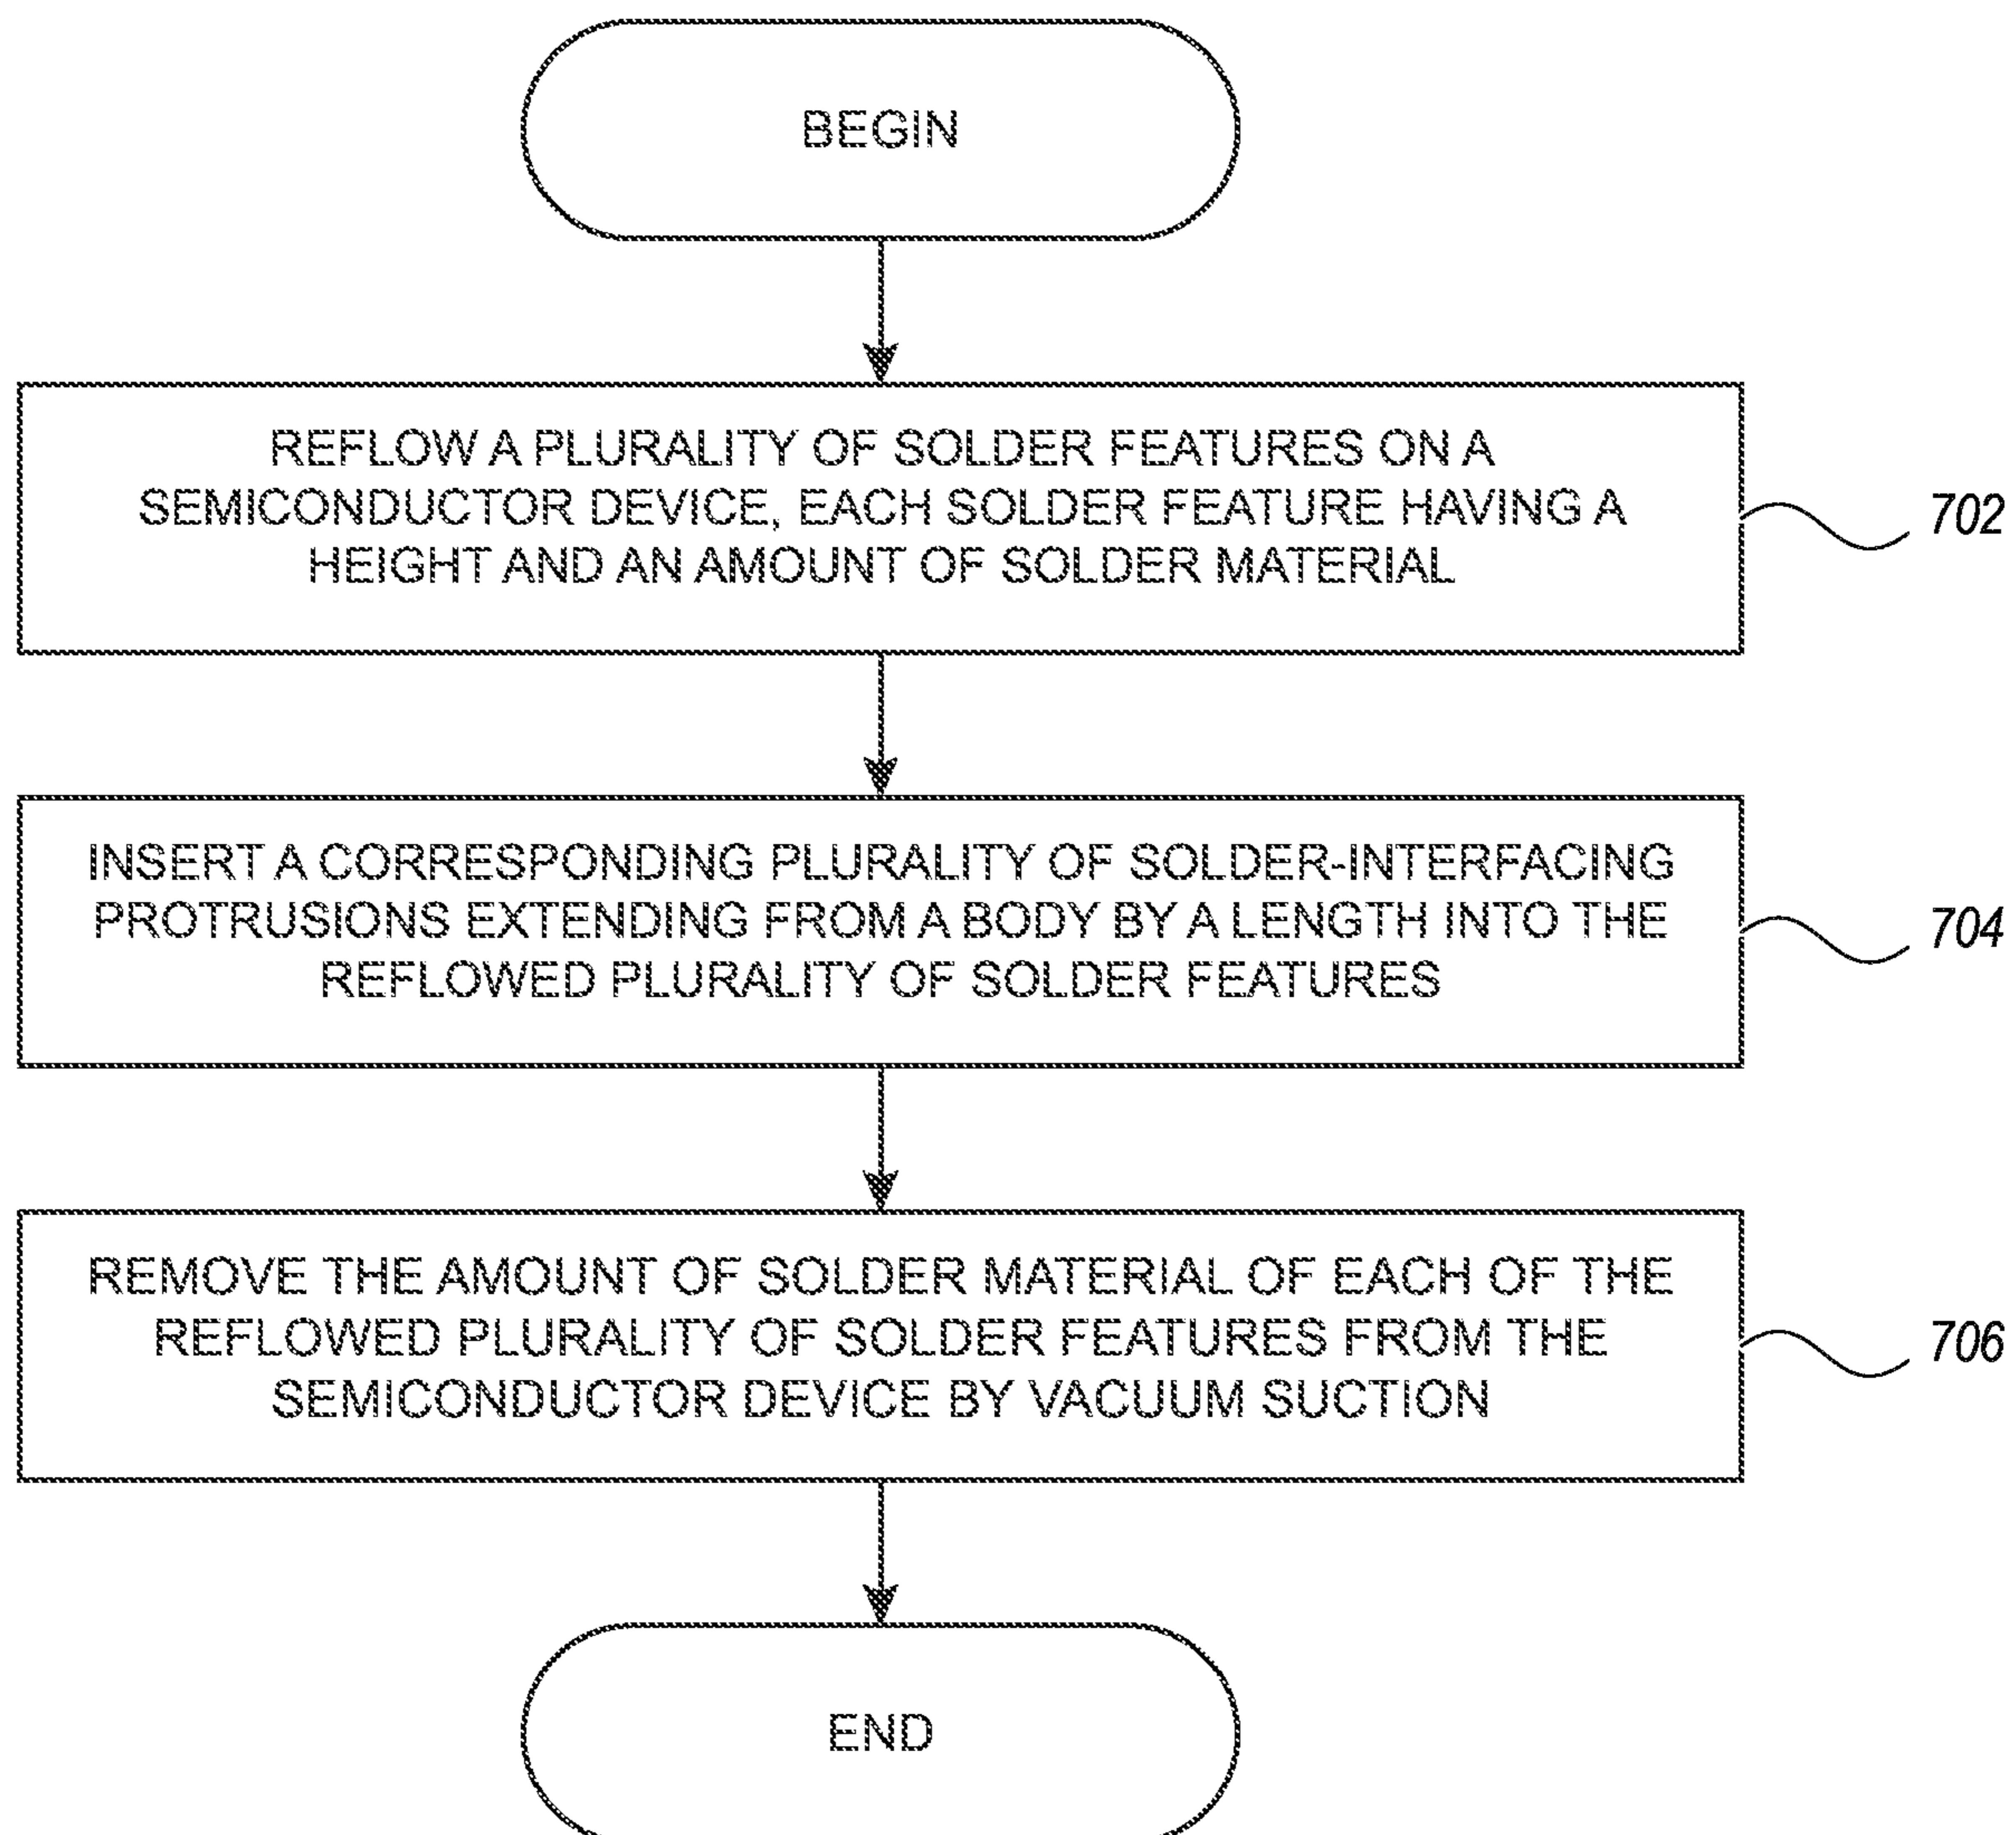 BEGIN
REFLOW A PLURALITY OF SOLDER FEATURES ON A
SEMICONDUCTOR DEVICE, EACH SOLDER FEATURE HAVING A
HEIGHT AND AN AMOUNT OF SOLDER MATERIAL
702
INSERT A CORRESPONDING PLURALITY OF SOLDER-INTERFACING
PROTRUSIONS EXTENDING FROM A BODY BY A LENGTH INTO THE
REFLOWED PLURALITY OF SOLDER FEATURES
704
REMOVE THE AMOUNT OF SOLDER MATERIAL OF EACH OF THE
REFLOWED PLURALITY OF SOLDER FEATURES FROM THE
SEMICONDUCTOR DEVICE BY VACUUM SUCTION
706
END